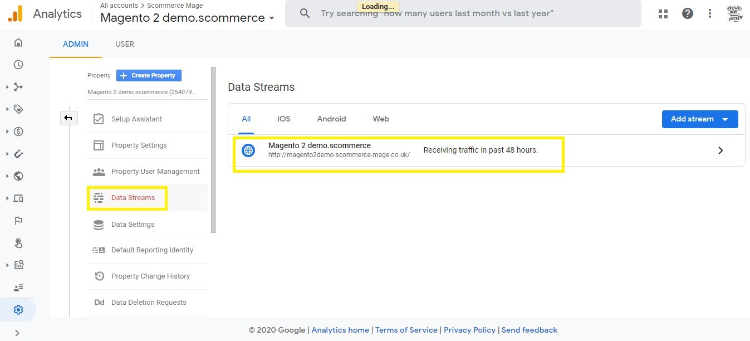 Analytics
All accounts > Scommerce Mage
Magento 2 demo.scommerce
Loading...
Try searching "how many users last month vs last year"
ADMIN
USER
Property
+ Create Property
Magento 2 demo.scommerce (254079...
Setup Assistant
Property Settings
Property User Management
Data Streams
Data Settings
Default Reporting Identity
Property Change History
Dd Data Deletion Requests
Data Streams
All
iOS
Android
Web
Add stream
Magento 2 demo.scommerce
http://magento2demo.scommerce-mage.co.uk/
Receiving traffic in past 48 hours.
© 2020 Google | Analytics home | Terms of Service | Privacy Policy | Send feedback